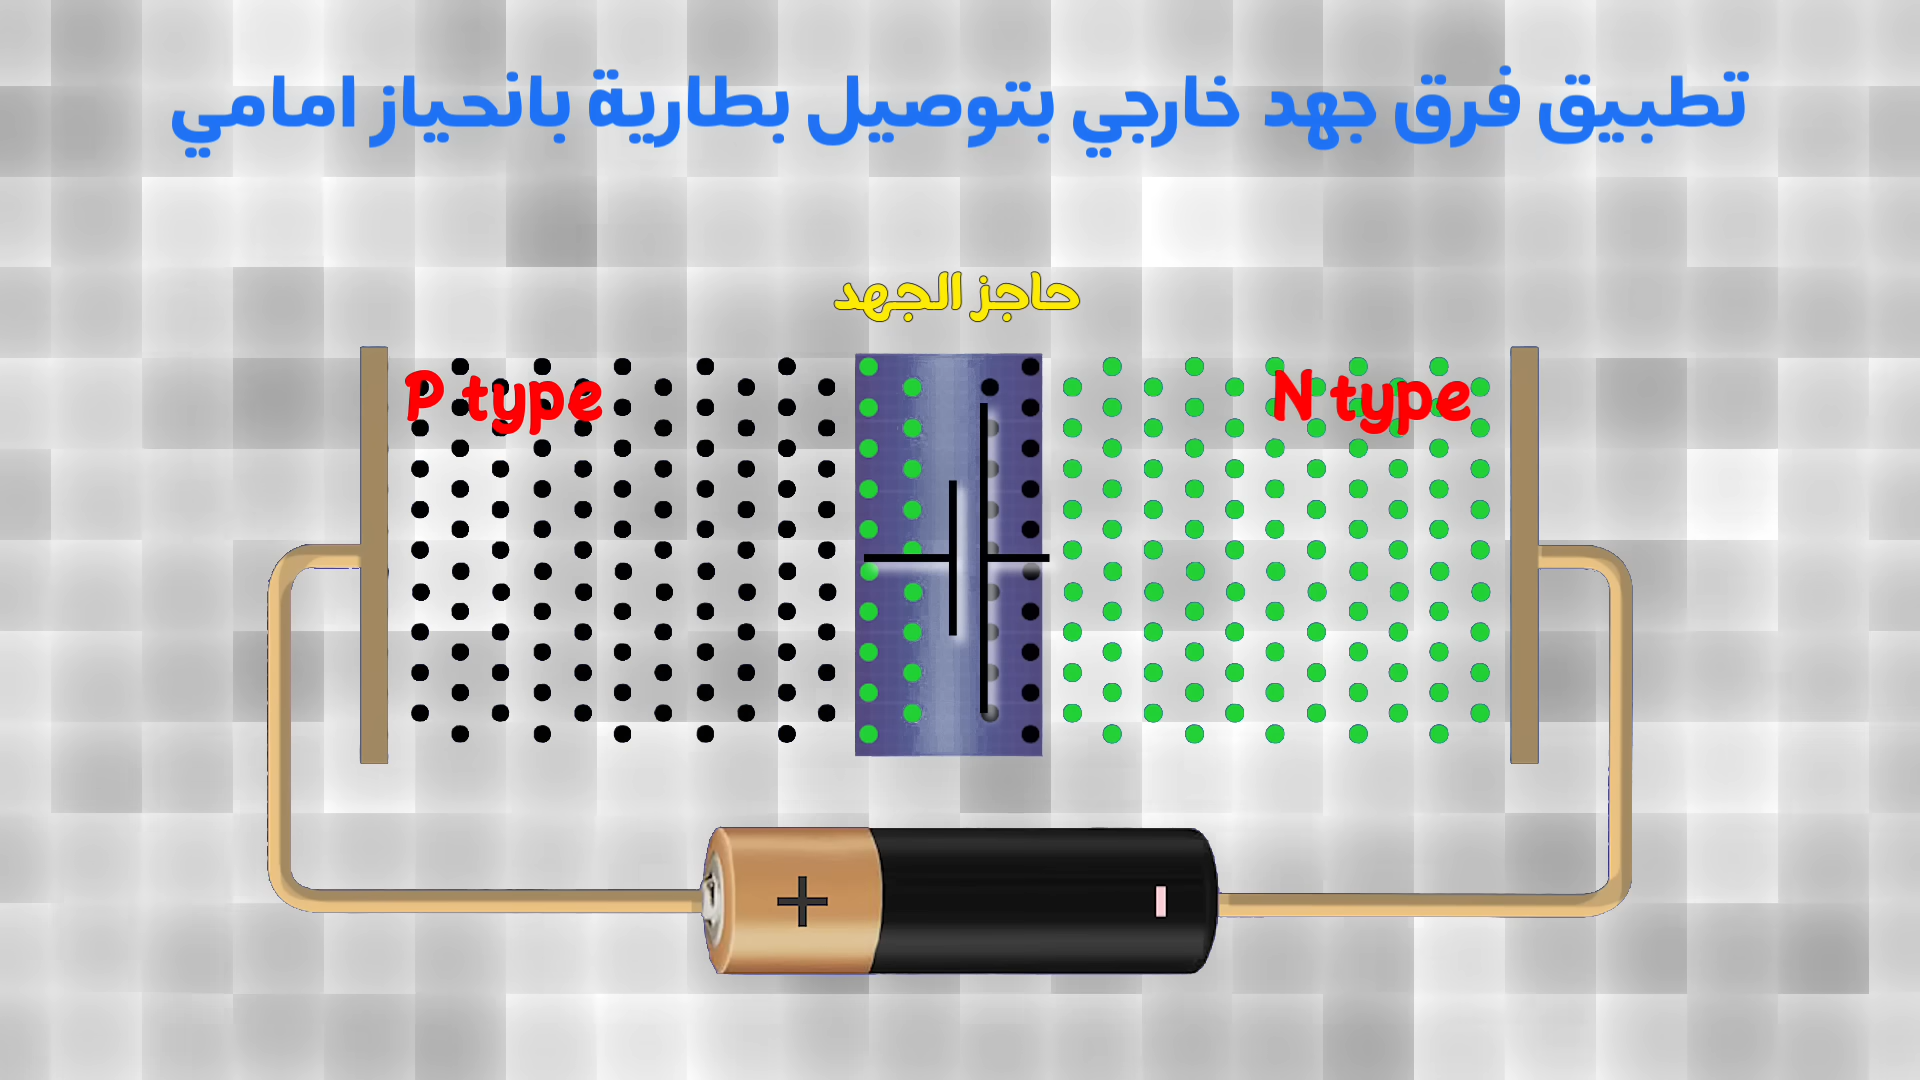 تطبيق فرق جهد خارجي بتوصيل بطارية بانحياز امامي
حاجز الجهد
P type
N type
+
-